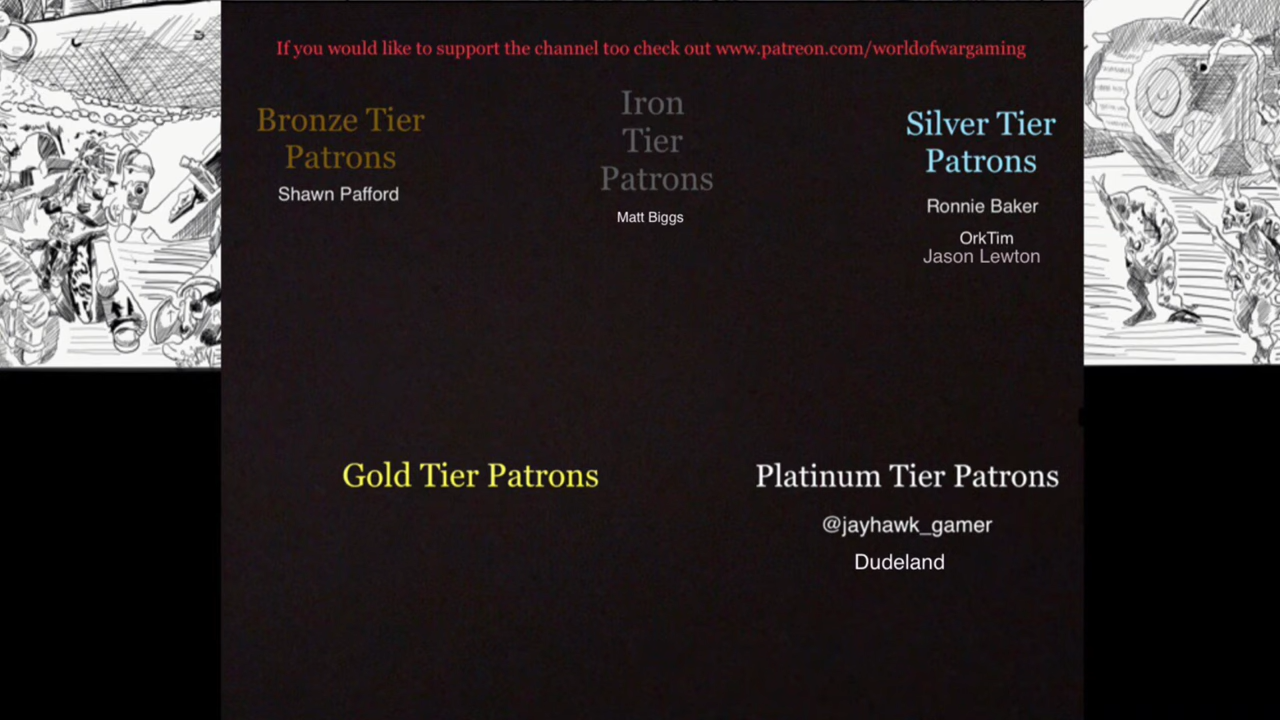 If you would like to support the channel too check out www.patreon.com/worldofwargaming
Bronze Tier
Patrons
Shawn Pafford
Iron
Tier
Patrons
Matt Biggs
Silver Tier
Patrons
Ronnie Baker
OrkTim
Jason Lewton
Gold Tier Patrons
Platinum Tier Patrons
@jayhawk_gamer
Dudeland